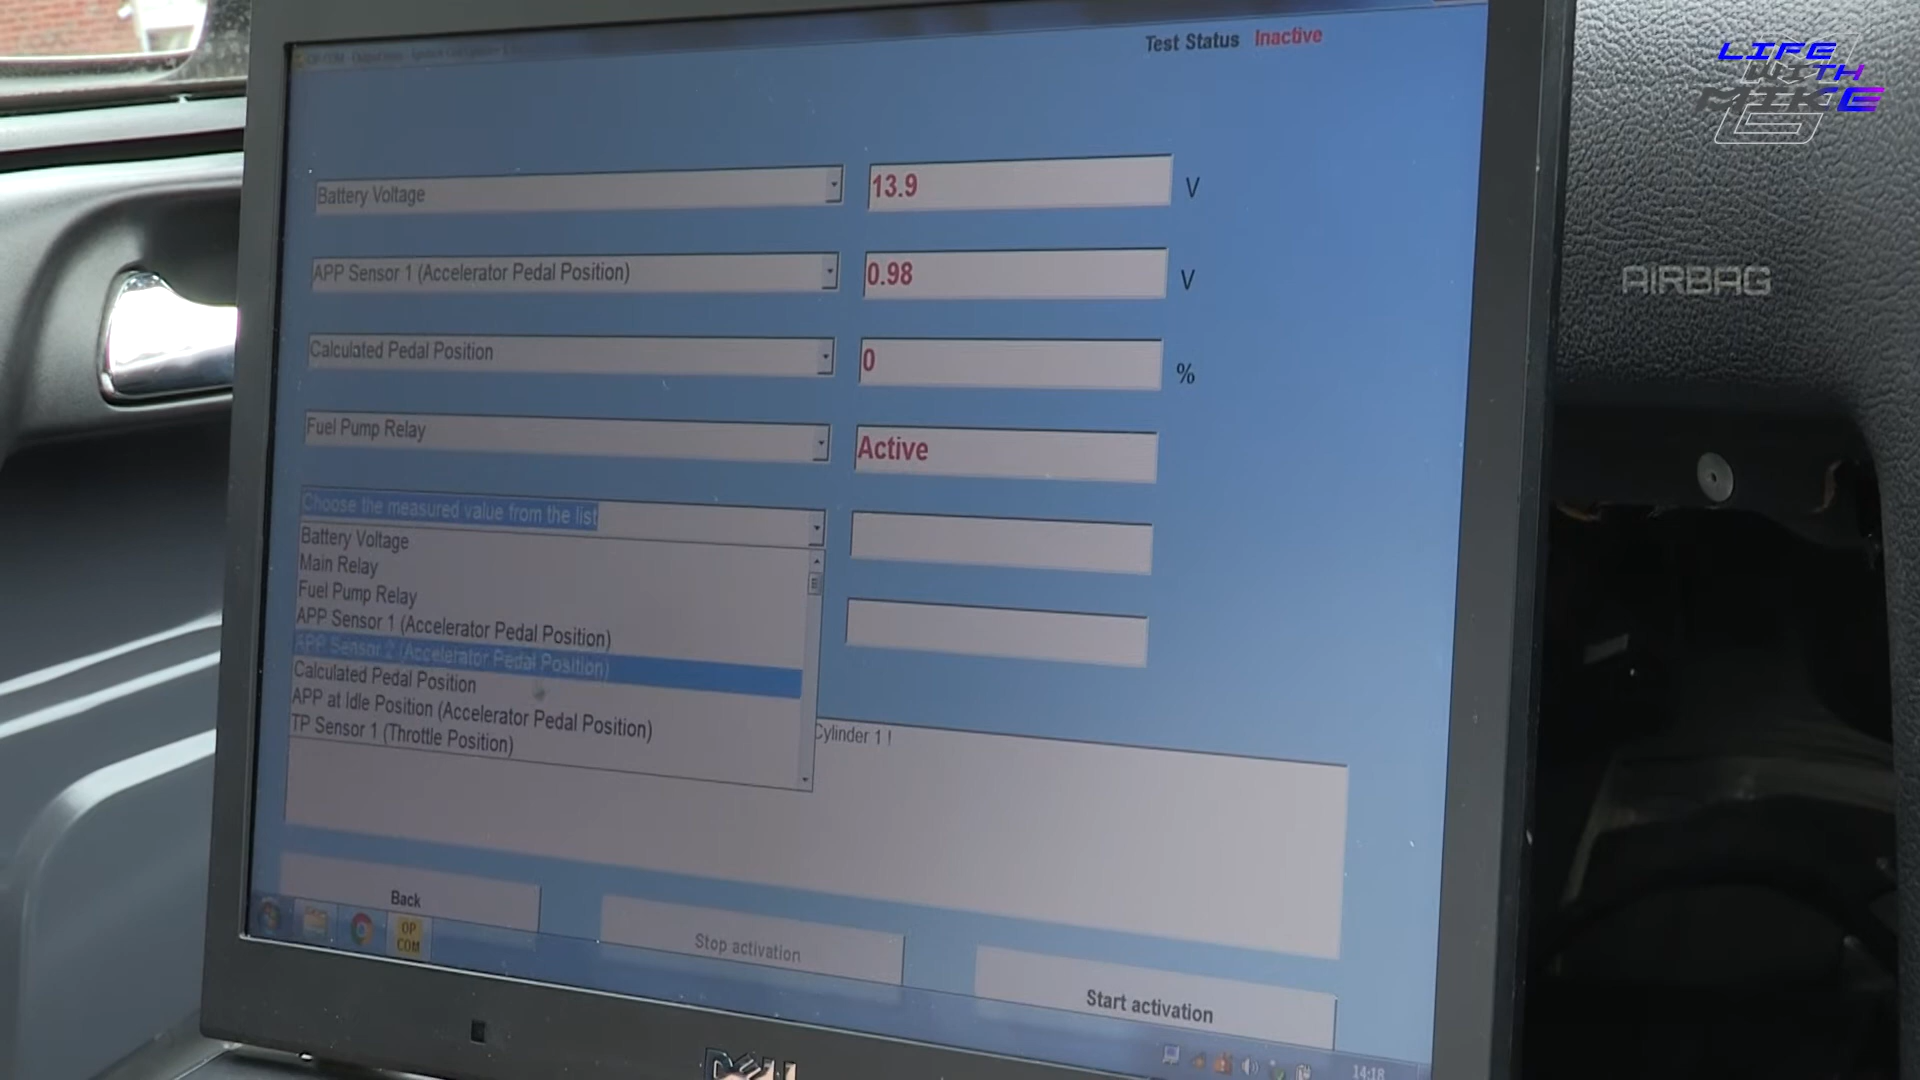 Test Status Inactive
LIFE
WITH
MIKE
Battery Voltage
13.9 V
APP Sensor 1 (Accelerator Pedal Position)
0.98 V
AIRBAG
Calculated Pedal Position
0 %
Fuel Pump Relay
Active
Choose the measured value from the list
Battery Voltage
Main Relay
Fuel Pump Relay
APP Sensor 1 (Accelerator Pedal Position)
APP Sensor 2 (Accelerator Pedal Position)
Calculated Pedal Position
APP at Idle Position (Accelerator Pedal Position)
TP Sensor 1 (Throttle Position)
Cylinder 1 !
Back
Stop activation
Start activation
OP
COM
14:18
DELL